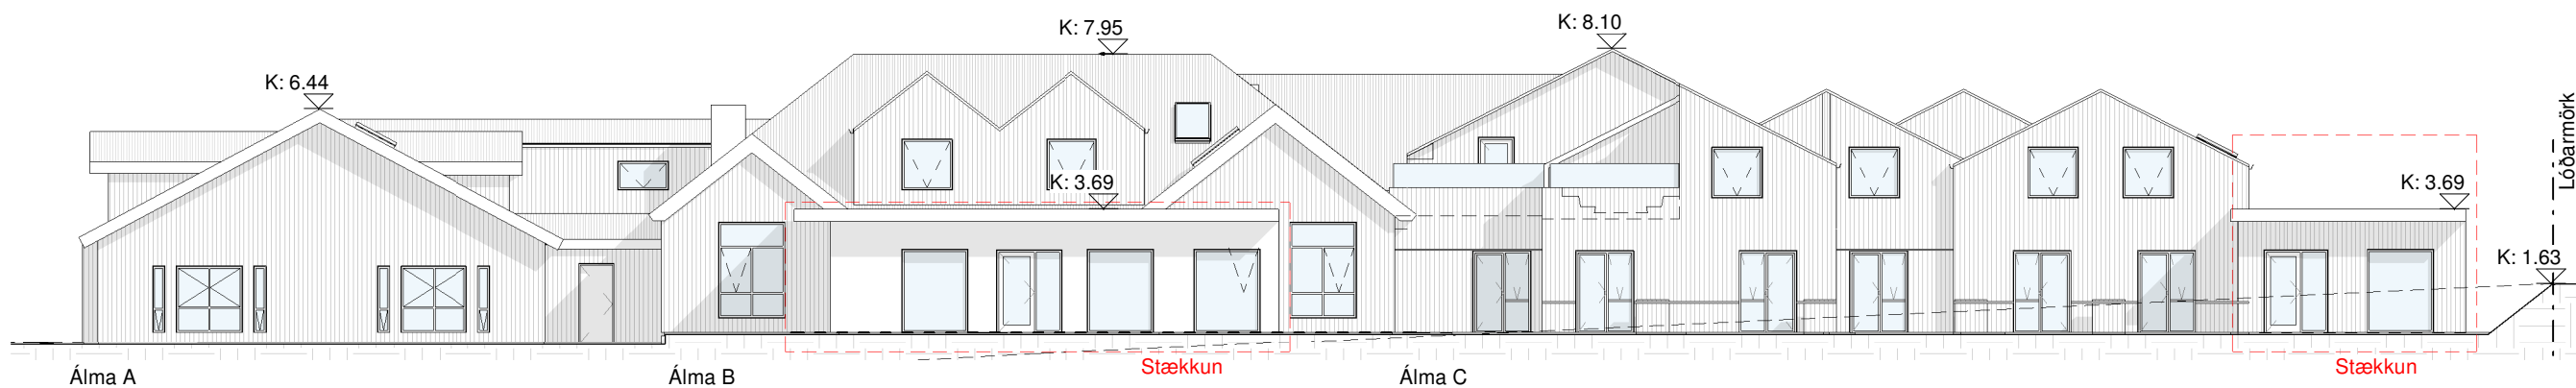 K: 6.44
K: 7.95
K: 8.10
K: 3.69
K: 3.69
K: 1.63
Lóðarmörk
Álma A
Álma B
Stækkun
Álma C
Stækkun